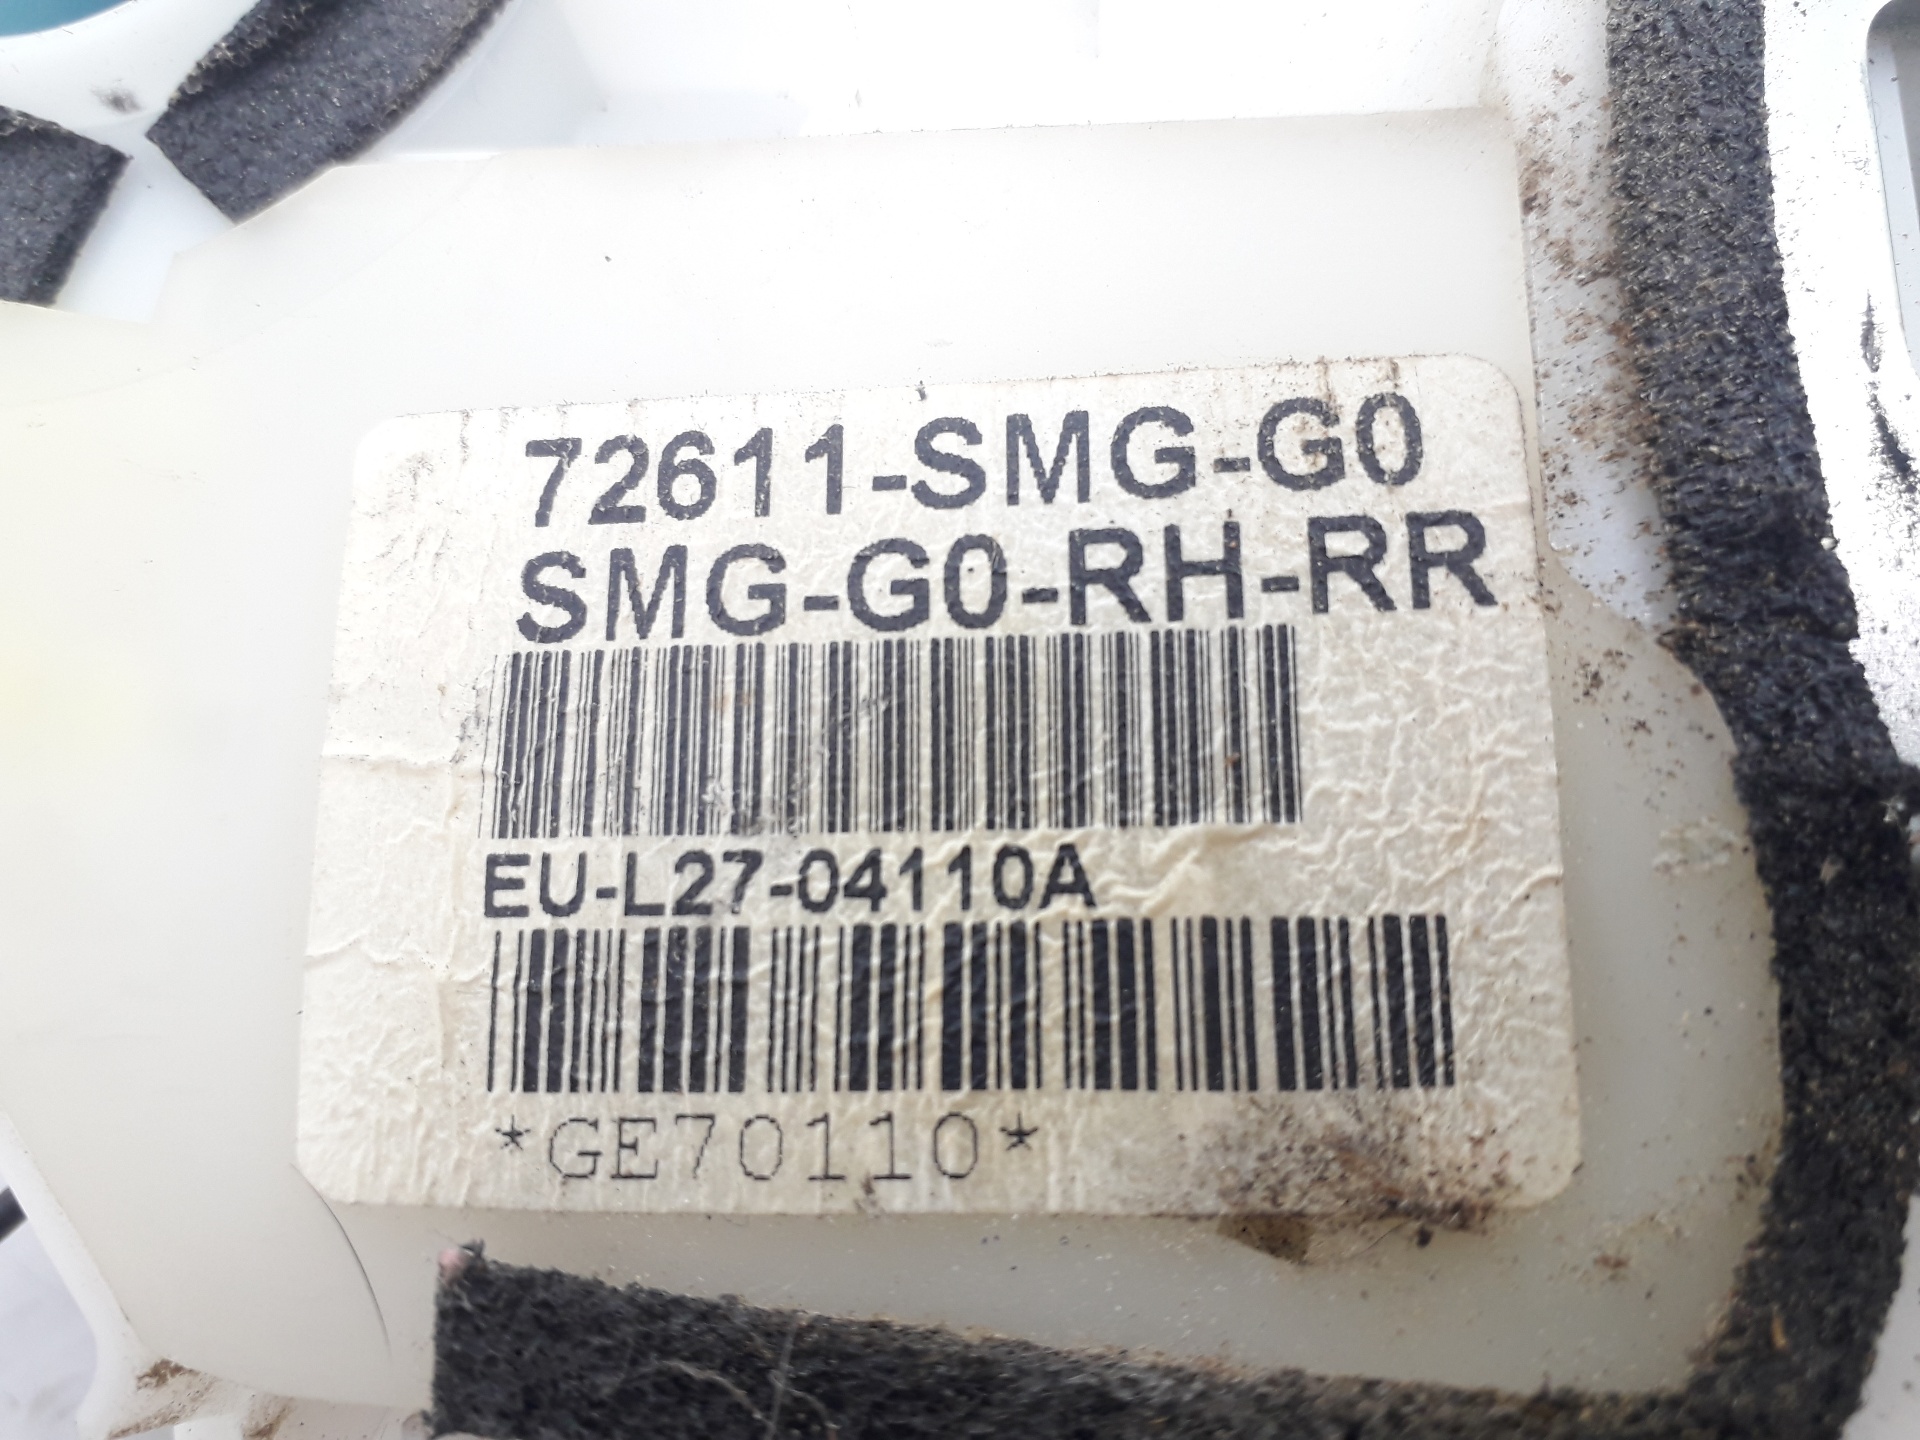 72611-SMG-G0
SMG-G0-RH-RR
EU-L27-04110A
*GE70110*